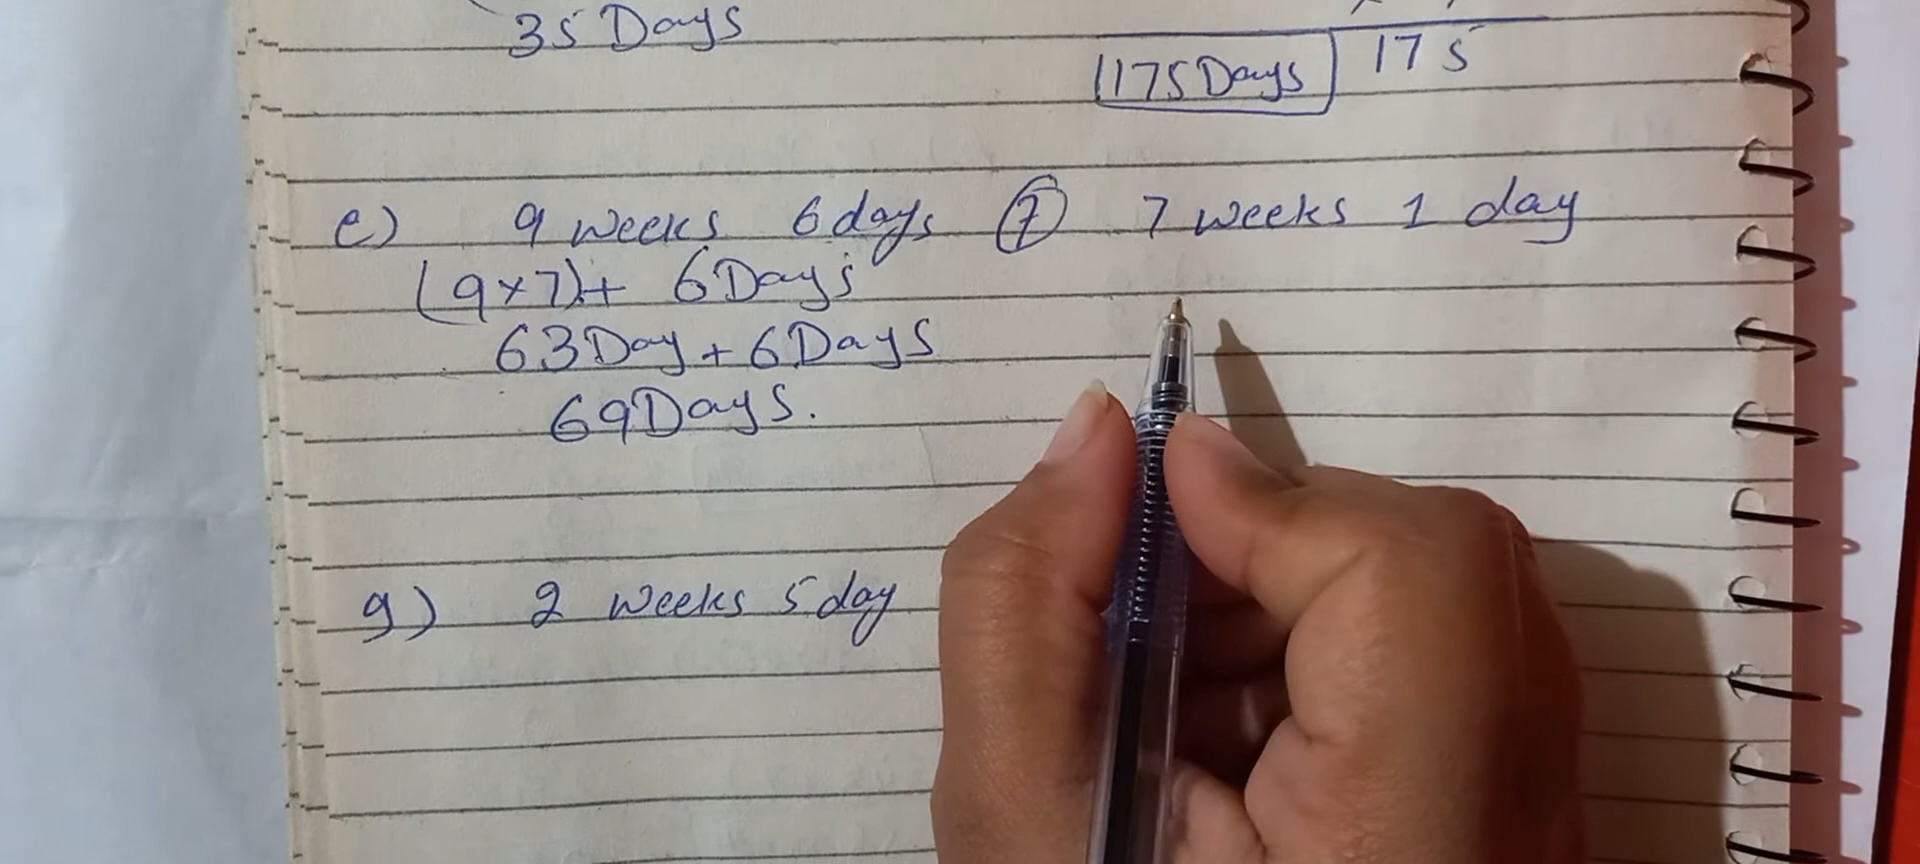 35 Days
175 Days 175
e) 9 weeks 6 days f 7 weeks 1 day
(9×7)+ 6 Days
63 Day + 6 Days
69 Days.
g) 2 weeks 5 day